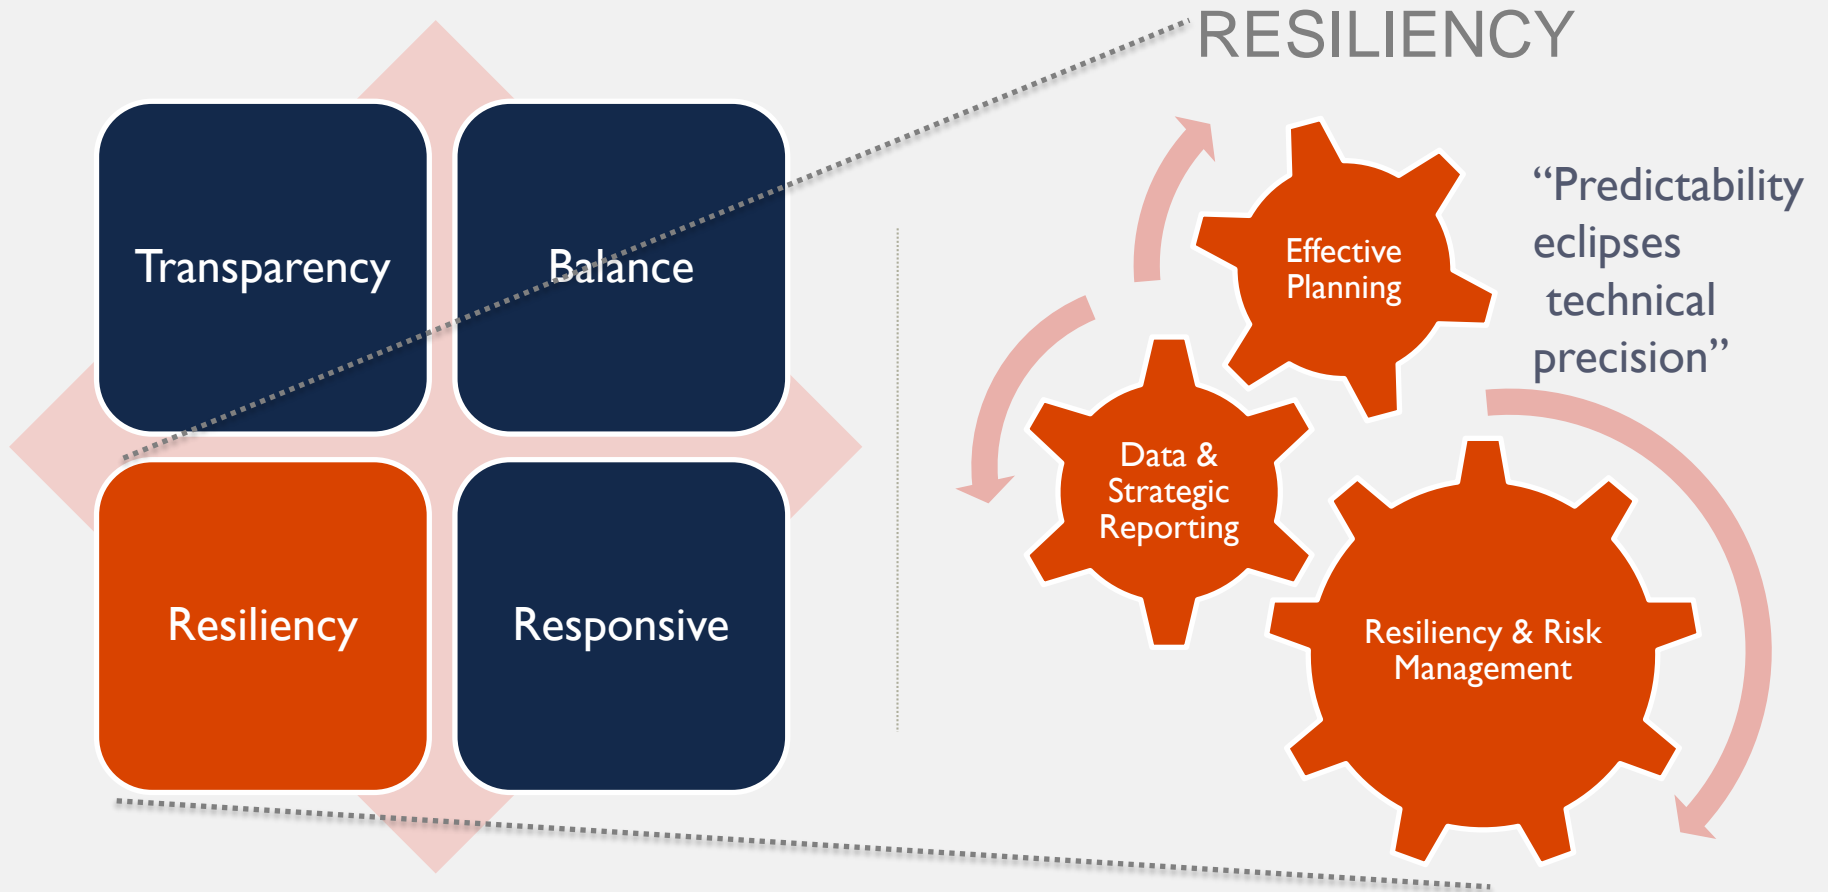 RESILIENCY
Transparency
Balance
Resiliency
Responsive
Effective
Planning
Data &
Strategic
Reporting
Resiliency & Risk
Management
“Predictability
eclipses
technical
precision”